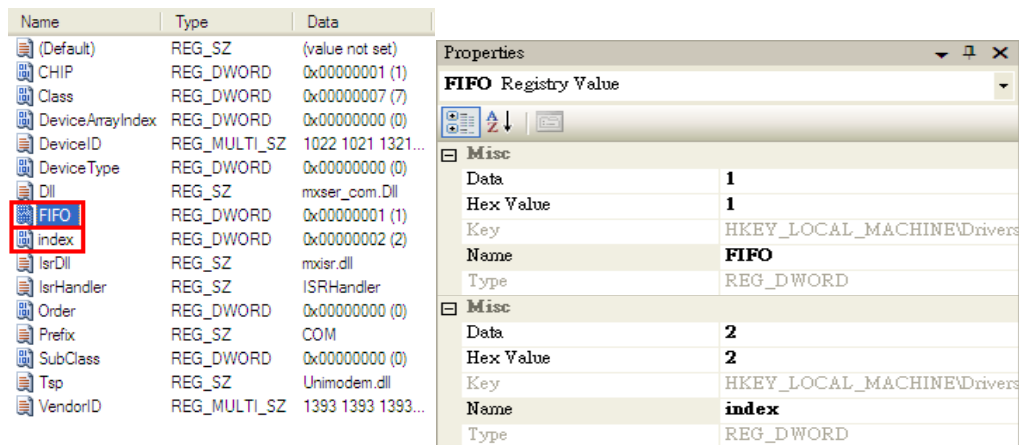 Name Type Data
(Default) REG_SZ (value not set)
CHIP REG_DWORD 0x00000001 (1)
Class REG_DWORD 0x00000007 (7)
DeviceArrayIndex REG_DWORD 0x00000000 (0)
DeviceID REG_MULTI_SZ 1022 1021 1321...
DeviceType REG_DWORD 0x00000000 (0)
Dll REG_SZ mxser_com.Dll
FIFO REG_DWORD 0x00000001 (1)
index REG_DWORD 0x00000002 (2)
IsrDll REG_SZ mxisr.dll
IsrHandler REG_SZ ISRHandler
Order REG_DWORD 0x00000000 (0)
Prefix REG_SZ COM
SubClass REG_DWORD 0x00000000 (0)
Tsp REG_SZ Unimodem.dll
VendorID REG_MULTI_SZ 1393 1393 1393...
Properties
FIFO Registry Value
Misc
Data 1
Hex Value 1
Key HKEY_LOCAL_MACHINE\Drivers
Name FIFO
Type REG_DWORD
Misc
Data 2
Hex Value 2
Key HKEY_LOCAL_MACHINE\Drivers
Name index
Type REG_DWORD